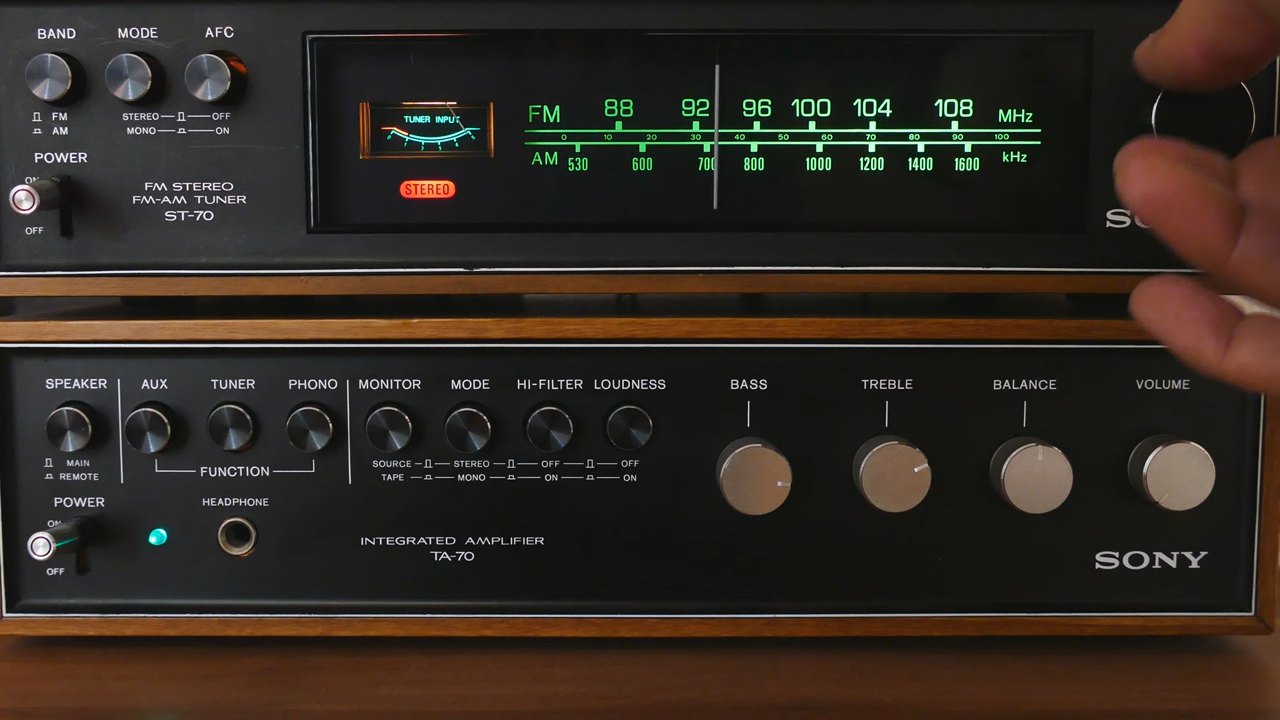 BAND MODE AFC
FM STEREO OFF
AM MONO ON
POWER
ON
OFF
FM STEREO
FM-AM TUNER
ST-70
TUNER INPUT
STEREO
FM 88 92 96 100 104 108 MHz
0 10 20 30 40 50 60 70 80 90 100
AM 530 600 700 800 1000 1200 1400 1600 kHz
SPEAKER AUX TUNER PHONO MONITOR MODE HI-FILTER LOUDNESS BASS TREBLE BALANCE VOLUME
MAIN
REMOTE
FUNCTION
SOURCE STEREO OFF OFF
TAPE MONO ON ON
POWER
ON
OFF
HEADPHONE
INTEGRATED AMPLIFIER
TA-70
SONY